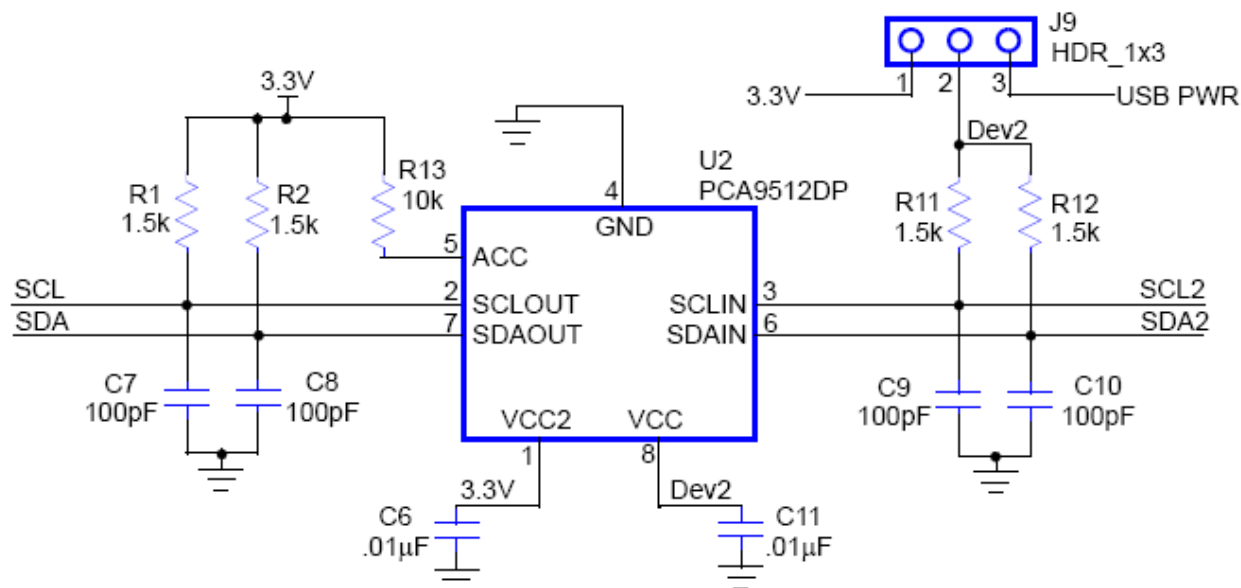 J9
HDR_1x3
3.3V
1
2
3
USB PWR
Dev2
3.3V
R1
1.5k
R2
1.5k
R13
10k
U2
PCA9512DP
4
GND
R11
1.5k
R12
1.5k
5
ACC
SCL
2
SCLOUT
SCLIN
3
SCL2
SDA
7
SDAOUT
SDAIN
6
SDA2
C7
100pF
C8
100pF
VCC2
1
VCC
8
C9
100pF
C10
100pF
3.3V
Dev2
C6
.01µF
C11
.01µF